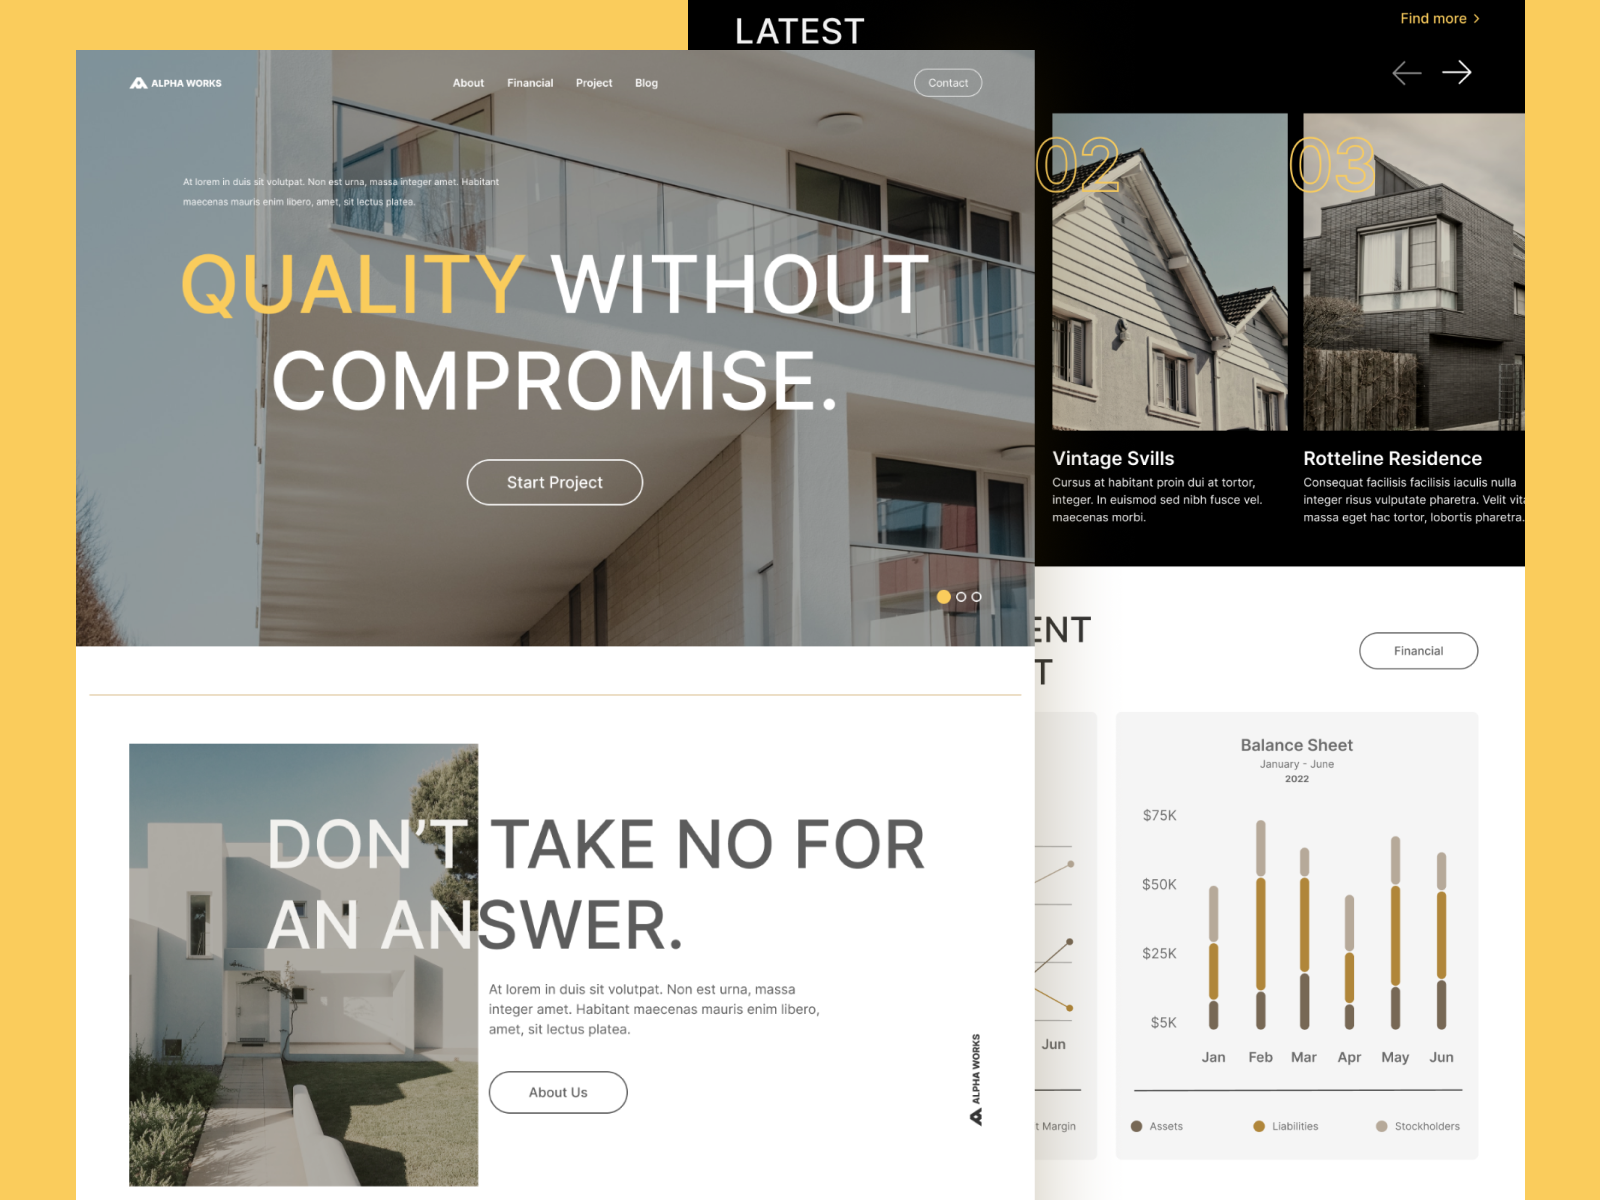 ALPHA WORKS
About
Financial
Project
Blog
Contact
At lorem in duis sit volutpat. Non est urna, massa integer amet. Habitant
maecenas mauris enim libero, amet, sit lectus platea.
QUALITY WITHOUT
COMPROMISE.
Start Project
DON'T TAKE NO FOR
AN ANSWER.
At lorem in duis sit volutpat. Non est urna, massa
integer amet. Habitant maecenas mauris enim libero,
amet, sit lectus platea.
About Us
ALPHA WORKS
LATEST
Find more
02
03
Vintage Svills
Cursus at habitant proin dui at tortor,
integer. In euismod sed nibh fusce vel.
maecenas morbi.
Rotteline Residence
Consequat facilisis facilisis iaculis nulla
integer risus vulputate pharetra. Velit vita
massa eget hac tortor, lobortis pharetra.
ENT
T
Financial
Jun
t Margin
Balance Sheet
January - June
2022
$75K
$50K
$25K
$5K
Jan
Feb
Mar
Apr
May
Jun
Assets
Liabilities
Stockholders